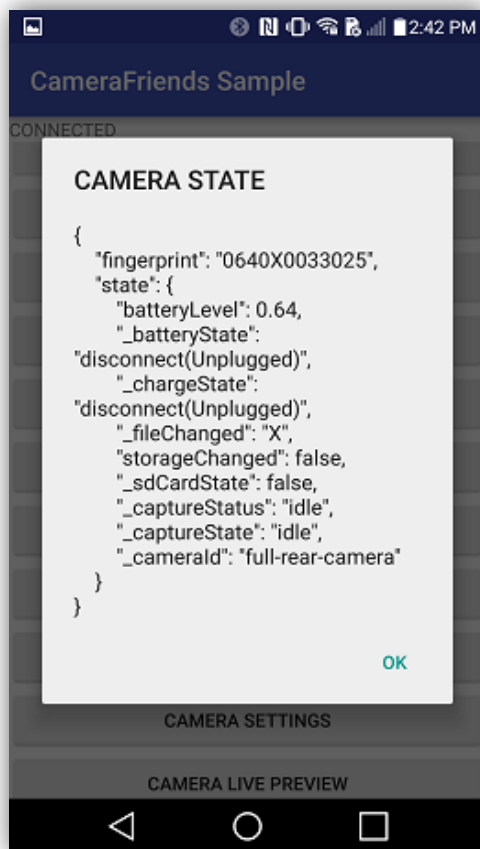 2:42 PM
CameraFriends Sample
CONNECTED
CAMERA STATE
{
"fingerprint": "0640X0033025",
"state": {
"batteryLevel": 0.64,
"_batteryState":
"disconnect(Unplugged)",
"_chargeState":
"disconnect(Unplugged)",
"_fileChanged": "X",
"storageChanged": false,
"_sdCardState": false,
"_captureStatus": "idle",
"_captureState": "idle",
"_cameraId": "full-rear-camera"
}
}
OK
CAMERA SETTINGS
CAMERA LIVE PREVIEW